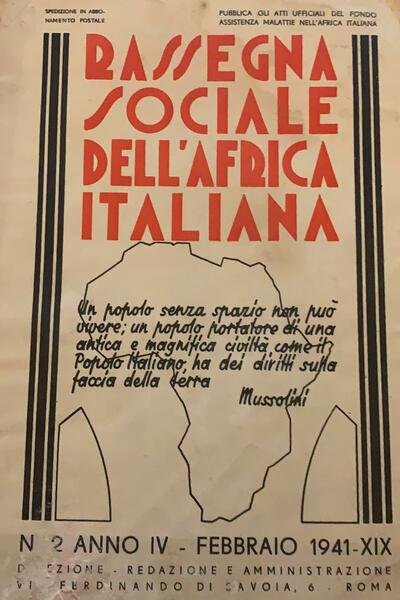 SPEDIZIONE IN ABBO-
NAMENTO POSTALE
PUBBLICA GLI ATTI UFFICIALI DEL FONDO
ASSISTENZA MALATTIE NELL'AFRICA ITALIANA
RASSEGNA
SOCIALE
DELL'AFRICA
ITALIANA
Un popolo senza spazio non può
vivere; un popolo portatore di una
antica e magnifica civiltà come il
Popolo Italiano, ha dei diritti sulla
faccia della terra
Mussolini
N. 2 ANNO IV - FEBBRAIO 1941-XIX
DIREZIONE - REDAZIONE E AMMINISTRAZIONE
VIA FERDINANDO DI SAVOIA, 6 - ROMA